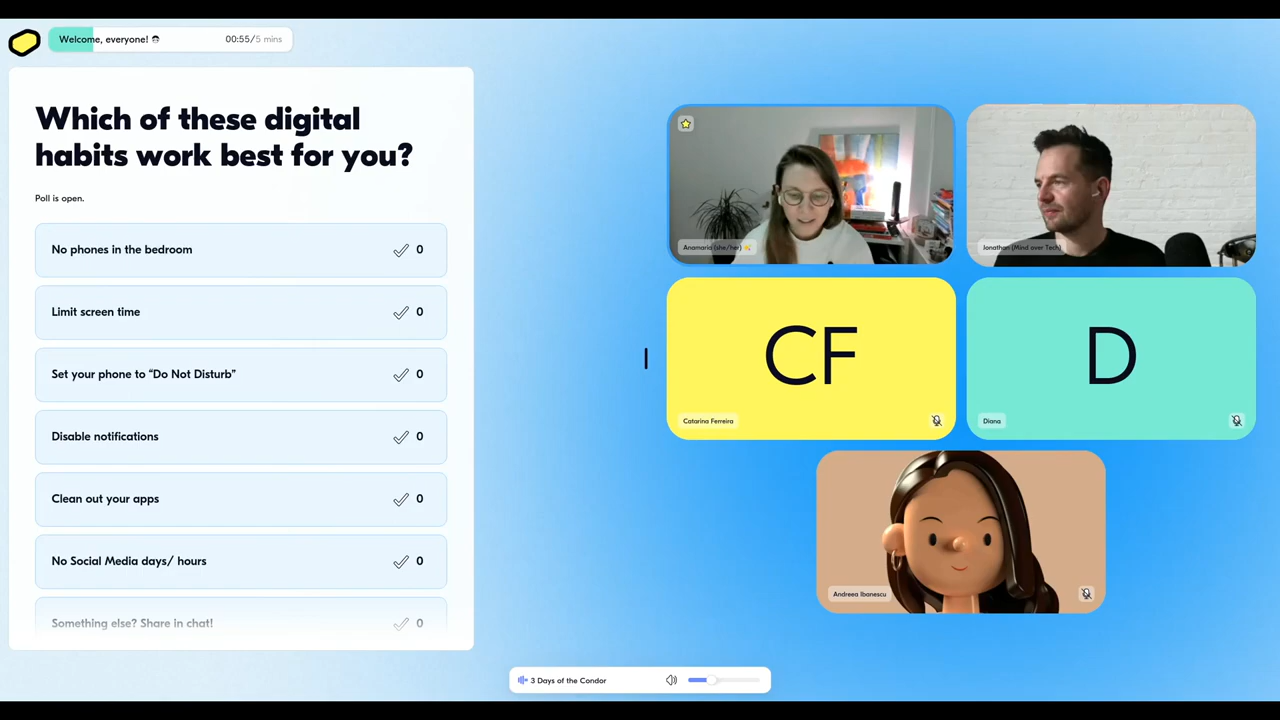 Welcome, everyone!
00:55/5 mins
Which of these digital
habits work best for you?
Poll is open.
No phones in the bedroom
0
Limit screen time
0
Set your phone to “Do Not Disturb”
0
Disable notifications
0
Clean out your apps
0
No Social Media days/ hours
0
Something else? Share in chat!
0
Anamaria (she/her)
Jonathan (Mind over Tech)
CF
Catarina Ferreira
D
Diana
Andreea Ibanescu
3 Days of the Condor